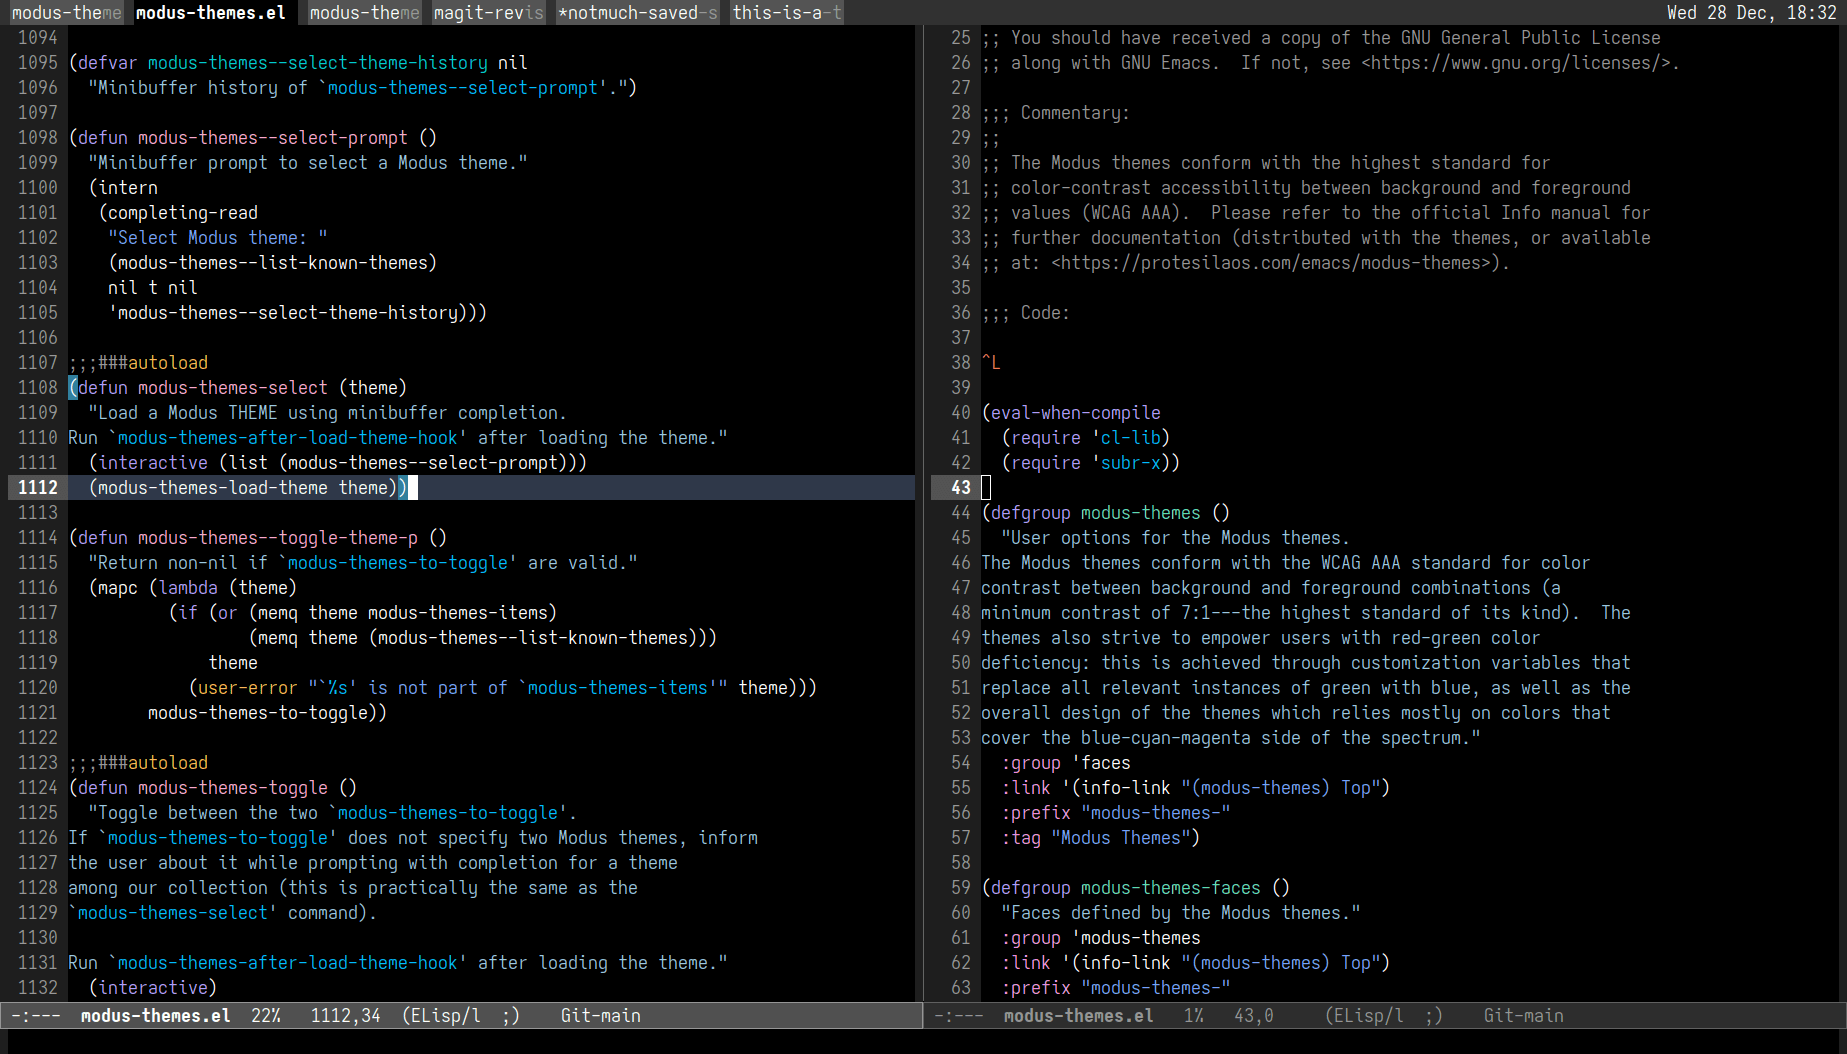 modus-theme modus-themes.el modus-theme magit-revis *notmuch-saved-s this-is-a-t Wed 28 Dec, 18:32
1094
1095 (defvar modus-themes--select-theme-history nil
1096   "Minibuffer history of `modus-themes--select-prompt'.")
1097
1098 (defun modus-themes--select-prompt ()
1099   "Minibuffer prompt to select a Modus theme."
1100   (intern
1101    (completing-read
1102     "Select Modus theme: "
1103     (modus-themes--list-known-themes)
1104     nil t nil
1105     'modus-themes--select-theme-history)))
1106
1107 ;;;###autoload
1108 (defun modus-themes-select (theme)
1109   "Load a Modus THEME using minibuffer completion.
1110 Run `modus-themes-after-load-theme-hook' after loading the theme."
1111   (interactive (list (modus-themes--select-prompt)))
1112   (modus-themes-load-theme theme))
1113
1114 (defun modus-themes--toggle-theme-p ()
1115   "Return non-nil if `modus-themes-to-toggle' are valid."
1116   (mapc (lambda (theme)
1117           (if (or (memq theme modus-themes-items)
1118                   (memq theme (modus-themes--list-known-themes)))
1119               theme
1120             (user-error "`%s' is not part of `modus-themes-items'" theme)))
1121         modus-themes-to-toggle))
1122
1123 ;;;###autoload
1124 (defun modus-themes-toggle ()
1125   "Toggle between the two `modus-themes-to-toggle'.
1126 If `modus-themes-to-toggle' does not specify two Modus themes, inform
1127 the user about it while prompting with completion for a theme
1128 among our collection (this is practically the same as the
1129 `modus-themes-select' command).
1130
1131 Run `modus-themes-after-load-theme-hook' after loading the theme."
1132   (interactive)
-:--- modus-themes.el 22% 1112,34 (ELisp/l ;) Git-main
25 ;; You should have received a copy of the GNU General Public License
26 ;; along with GNU Emacs.  If not, see <https://www.gnu.org/licenses/>.
27
28 ;;; Commentary:
29 ;;
30 ;; The Modus themes conform with the highest standard for
31 ;; color-contrast accessibility between background and foreground
32 ;; values (WCAG AAA).  Please refer to the official Info manual for
33 ;; further documentation (distributed with the themes, or available
34 ;; at: <https://protesilaos.com/emacs/modus-themes>).
35
36 ;;; Code:
37
38 ^L
39
40 (eval-when-compile
41   (require 'cl-lib)
42   (require 'subr-x))
43
44 (defgroup modus-themes ()
45   "User options for the Modus themes.
46 The Modus themes conform with the WCAG AAA standard for color
47 contrast between background and foreground combinations (a
48 minimum contrast of 7:1---the highest standard of its kind).  The
49 themes also strive to empower users with red-green color
50 deficiency: this is achieved through customization variables that
51 replace all relevant instances of green with blue, as well as the
52 overall design of the themes which relies mostly on colors that
53 cover the blue-cyan-magenta side of the spectrum."
54   :group 'faces
55   :link '(info-link "(modus-themes) Top")
56   :prefix "modus-themes-"
57   :tag "Modus Themes")
58
59 (defgroup modus-themes-faces ()
60   "Faces defined by the Modus themes."
61   :group 'modus-themes
62   :link '(info-link "(modus-themes) Top")
63   :prefix "modus-themes-"
-:--- modus-themes.el 1% 43,0 (ELisp/l ;) Git-main